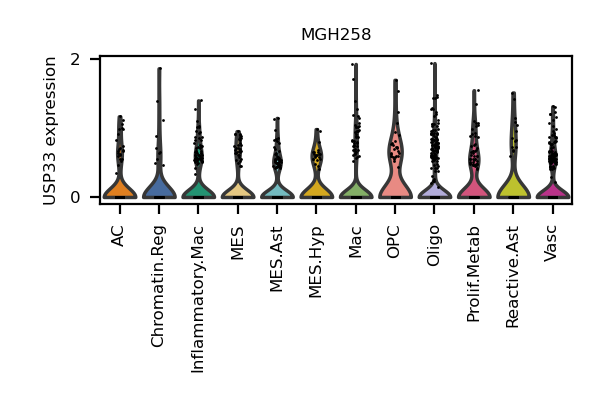 MGH258
USP33 expression
2
0
AC
Chromatin.Reg
Inflammatory.Mac
MES
MES.Ast
MES.Hyp
Mac
OPC
Oligo
Prolif.Metab
Reactive.Ast
Vasc